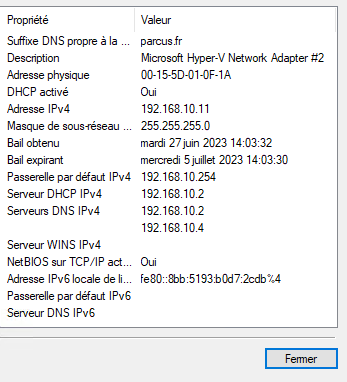 Propriété Valeur
Suffixe DNS propre à la ... parcus.fr
Description Microsoft Hyper-V Network Adapter #2
Adresse physique 00-15-5D-01-0F-1A
DHCP activé Oui
Adresse IPv4 192.168.10.11
Masque de sous-réseau ... 255.255.255.0
Bail obtenu mardi 27 juin 2023 14:03:32
Bail expirant mercredi 5 juillet 2023 14:03:30
Passerelle par défaut IPv4 192.168.10.254
Serveur DHCP IPv4 192.168.10.2
Serveurs DNS IPv4 192.168.10.2
192.168.10.4
Serveur WINS IPv4
NetBIOS sur TCP/IP act... Oui
Adresse IPv6 locale de li... fe80::8bb:5193:b0d7:2cdb%4
Passerelle par défaut IPv6
Serveur DNS IPv6
Fermer